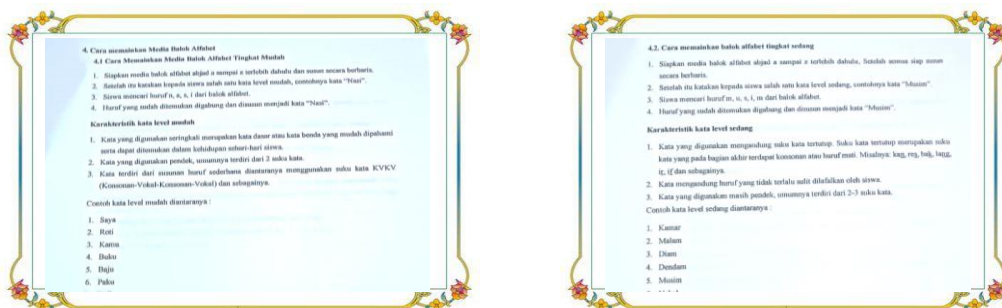 4. Cara memainkan Media Balok Alfabet
4.1 Cara Memainkan Media Balok Alfabet Tingkat Mudah
1. Siapkan media balok alfabet abjad a sampai z terlebih dahulu dan susun secara berbaris.
2. Setelah itu katakan kepada siswa salah satu kata level mudah, contohnya kata "Nasi".
3. Siswa mencari huruf n, a, s, i dari balok alfabet.
4. Huruf yang sudah ditemukan digabung dan disusun menjadi kata "Nasi".
Karakteristik kata level mudah
1. Kata yang digunakan seringkali merupakan kata dasar atau kata benda yang mudah dipahami
serta dapat ditemukan dalam kehidupan sehari-hari siswa.
2. Kata yang digunakan pendek, umumnya terdiri dari 2 suku kata.
3. Kata terdiri dari susunan huruf sederhana diantaranya menggunakan suku kata KVKV
(Konsonan-Vokal-Konsonan-Vokal) dan sebagainya.
Contoh kata level mudah diantaranya :
1. Saya
2. Roti
3. Kamu
4. Buku
5. Baju
6. Paku
4.2. Cara memainkan balok alfabet tingkat sedang
1. Siapkan media balok alfabet abjad a sampai z terlebih dahulu, Setelah semua siap susun
secara berbaris.
2. Setelah itu katakan kepada siswa salah satu kata level sedang, contohnya kata "Musim".
3. Siswa mencari huruf m, u, s, i, m dari balok alfabet.
4. Huruf yang sudah ditemukan digabung dan disusun menjadi kata "Musim".
Karakteristik kata level sedang
1. Kata yang digunakan mengandung suku kata tertutup. Suku kata tertutup merupakan suku
kata yang pada bagian akhir terdapat konsonan atau huruf mati. Misalnya: kag, reg, bak, lang,
ig, if dan sebagainya.
2. Kata mengandung huruf yang tidak terlalu sulit dilafalkan oleh siswa.
3. Kata yang digunakan masih pendek, umumnya terdiri dari 2-3 suku kata.
Contoh kata level sedang diantaranya :
1. Kamar
2. Malam
3. Diam
4. Dendam
5. Musim